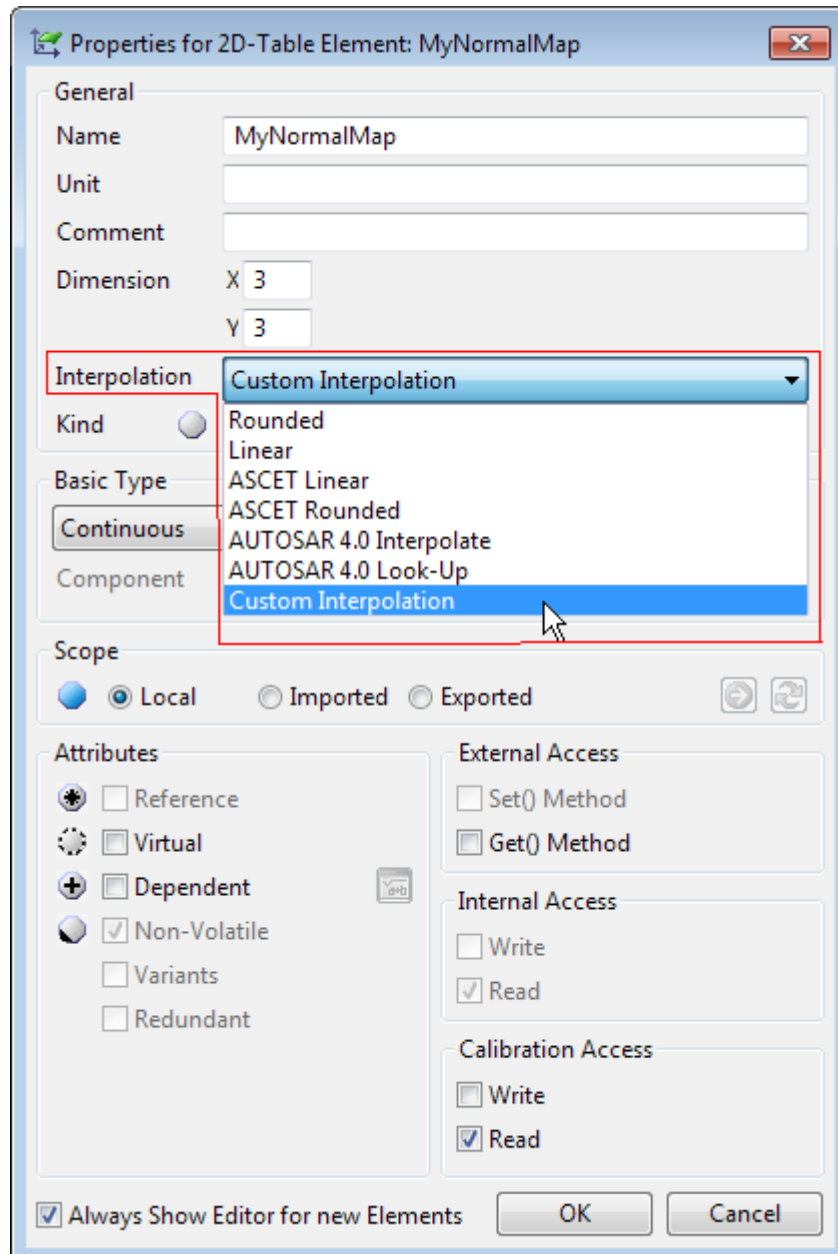 Properties for 2D-Table Element: MyNormalMap
General
Name MyNormalMap
Unit
Comment
Dimension X 3
Y 3
Interpolation Custom Interpolation
Rounded
Kind
Linear
Basic Type ASCET Linear
ASCET Rounded
Continuous
AUTOSAR 4.0 Interpolate
Component AUTOSAR 4.0 Look-Up
Custom Interpolation
Scope
Local Imported Exported
Attributes
Reference
Virtual
Dependent
Non-Volatile
Variants
Redundant
External Access
Set() Method
Get() Method
Internal Access
Write
Read
Calibration Access
Write
Read
Always Show Editor for new Elements OK Cancel